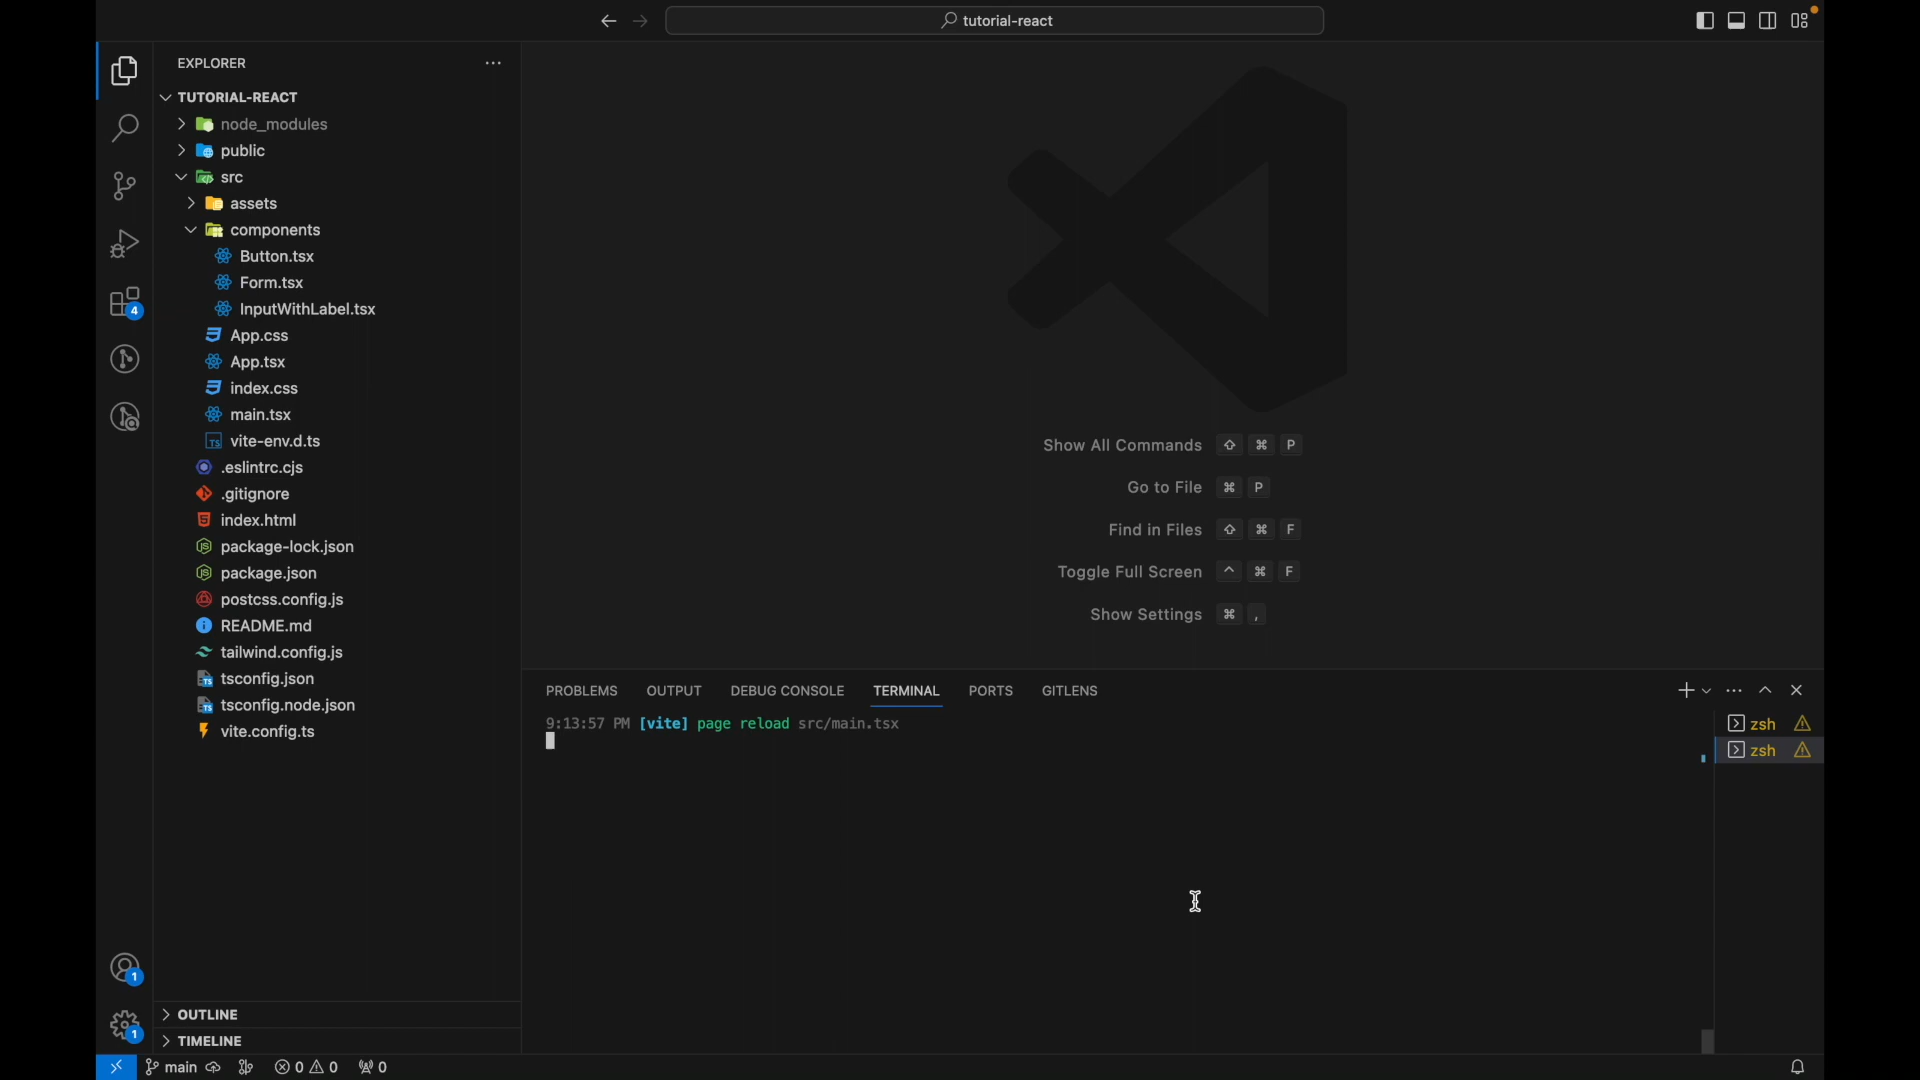 tutorial-react
EXPLORER
TUTORIAL-REACT
node_modules
public
src
assets
components
Button.tsx
Form.tsx
InputWithLabel.tsx
App.css
App.tsx
index.css
main.tsx
TS vite-env.d.ts
.eslintrc.cjs
.gitignore
index.html
package-lock.json
package.json
postcss.config.js
README.md
tailwind.config.js
tsconfig.json
tsconfig.node.json
vite.config.ts
OUTLINE
TIMELINE
4
1
1
Show All Commands ⇧ ⌘ P
Go to File ⌘ P
Find in Files ⇧ ⌘ F
Toggle Full Screen ^ ⌘ F
Show Settings ⌘ ,
PROBLEMS OUTPUT DEBUG CONSOLE TERMINAL PORTS GITLENS
9:13:57 PM [vite] page reload src/main.tsx
zsh
zsh
main 0 0 0